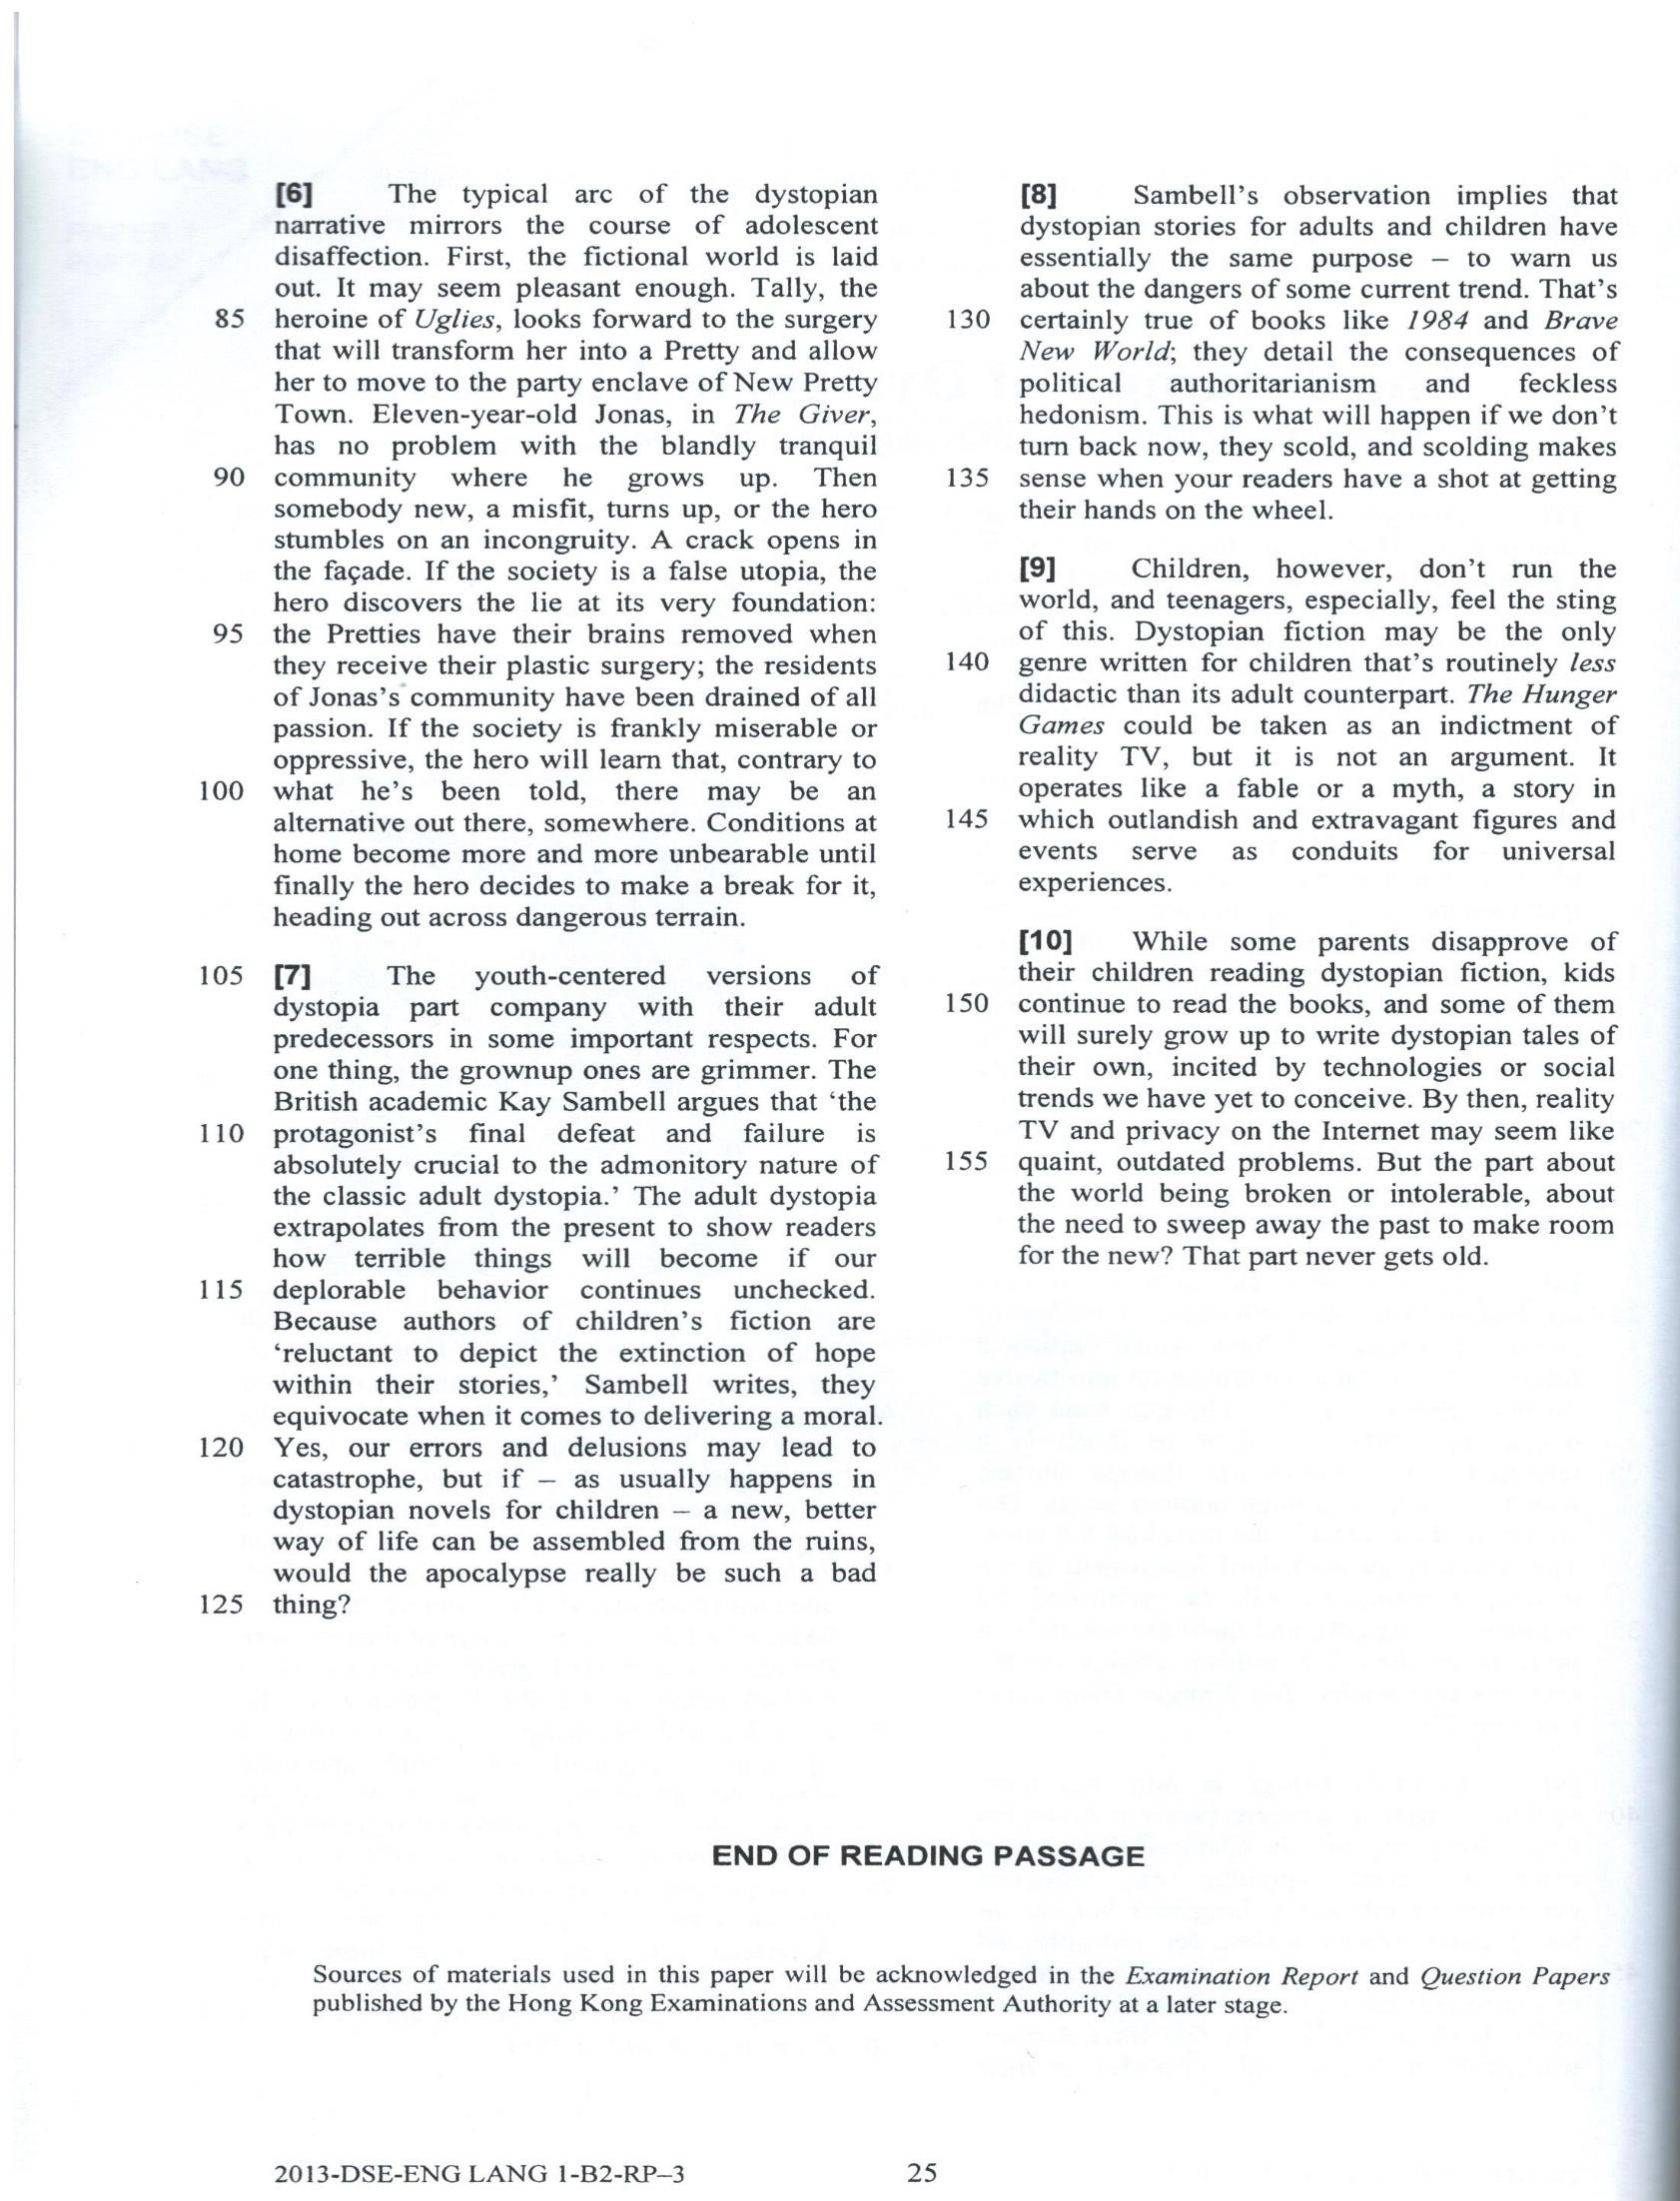 [6] The typical arc of the dystopian
narrative mirrors the course of adolescent
disaffection. First, the fictional world is laid
out. It may seem pleasant enough. Tally, the
85 heroine of Uglies, looks forward to the surgery
that will transform her into a Pretty and allow
her to move to the party enclave of New Pretty
Town. Eleven-year-old Jonas, in The Giver,
has no problem with the blandly tranquil
90 community where he grows up. Then
somebody new, a misfit, turns up, or the hero
stumbles on an incongruity. A crack opens in
the façade. If the society is a false utopia, the
hero discovers the lie at its very foundation:
95 the Pretties have their brains removed when
they receive their plastic surgery; the residents
of Jonas's community have been drained of all
passion. If the society is frankly miserable or
oppressive, the hero will learn that, contrary to
100 what he's been told, there may be an
alternative out there, somewhere. Conditions at
home become more and more unbearable until
finally the hero decides to make a break for it,
heading out across dangerous terrain.
105 [7] The youth-centered versions of
dystopia part company with their adult
predecessors in some important respects. For
one thing, the grownup ones are grimmer. The
British academic Kay Sambell argues that 'the
110 protagonist's final defeat and failure is
absolutely crucial to the admonitory nature of
the classic adult dystopia.' The adult dystopia
extrapolates from the present to show readers
how terrible things will become if our
115 deplorable behavior continues unchecked.
Because authors of children's fiction are
'reluctant to depict the extinction of hope
within their stories,' Sambell writes, they
equivocate when it comes to delivering a moral.
120 Yes, our errors and delusions may lead to
catastrophe, but if – as usually happens in
dystopian novels for children – a new, better
way of life can be assembled from the ruins,
would the apocalypse really be such a bad
125 thing?
[8] Sambell's observation implies that
dystopian stories for adults and children have
essentially the same purpose – to warn us
about the dangers of some current trend. That's
130 certainly true of books like 1984 and Brave
New World; they detail the consequences of
political authoritarianism and feckless
hedonism. This is what will happen if we don't
turn back now, they scold, and scolding makes
135 sense when your readers have a shot at getting
their hands on the wheel.
[9] Children, however, don't run the
world, and teenagers, especially, feel the sting
of this. Dystopian fiction may be the only
140 genre written for children that's routinely less
didactic than its adult counterpart. The Hunger
Games could be taken as an indictment of
reality TV, but it is not an argument. It
operates like a fable or a myth, a story in
145 which outlandish and extravagant figures and
events serve as conduits for universal
experiences.
[10] While some parents disapprove of
their children reading dystopian fiction, kids
150 continue to read the books, and some of them
will surely grow up to write dystopian tales of
their own, incited by technologies or social
trends we have yet to conceive. By then, reality
TV and privacy on the Internet may seem like
155 quaint, outdated problems. But the part about
the world being broken or intolerable, about
the need to sweep away the past to make room
for the new? That part never gets old.
END OF READING PASSAGE
Sources of materials used in this paper will be acknowledged in the Examination Report and Question Papers
published by the Hong Kong Examinations and Assessment Authority at a later stage.
2013-DSE-ENG LANG 1-B2-RP–3 25